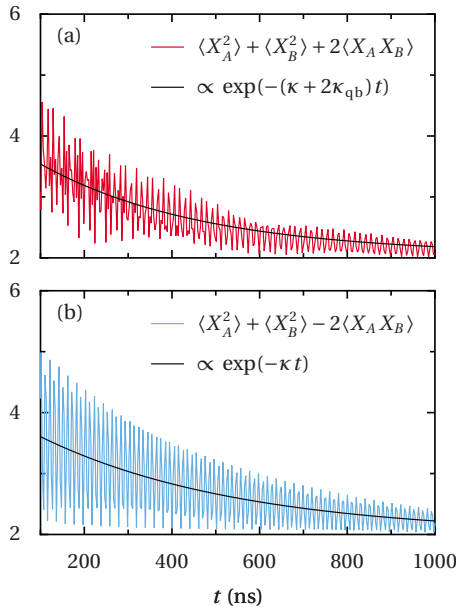 (a)
⟨X_A^2⟩ + ⟨X_B^2⟩ + 2⟨X_A X_B⟩
∝ exp(−(κ + 2κ_qb)t)
6
4
2
(b)
⟨X_A^2⟩ + ⟨X_B^2⟩ − 2⟨X_A X_B⟩
∝ exp(−κt)
6
4
2
200 400 600 800 1000
t (ns)